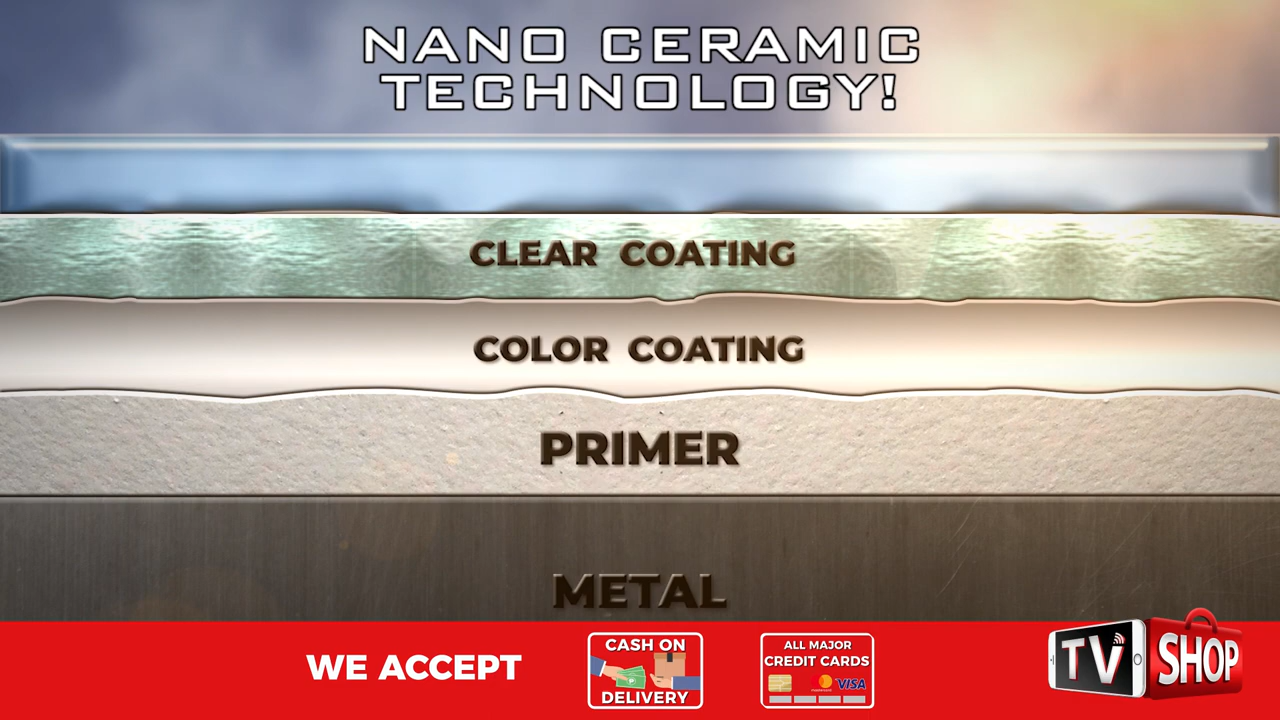 NANO CERAMIC
TECHNOLOGY!
CLEAR COATING
COLOR COATING
PRIMER
METAL
WE ACCEPT
CASH ON
DELIVERY
ALL MAJOR
CREDIT CARDS
VISA
TV SHOP